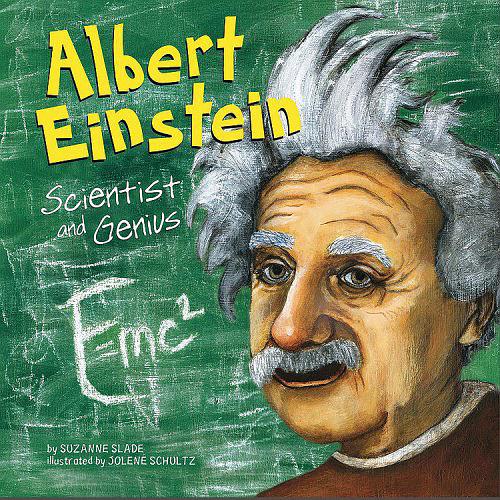 Albert
Einstein
Scientist
and Genius
E=mc²
by SUZANNE SLADE
illustrated by JOLENE SCHULTZ